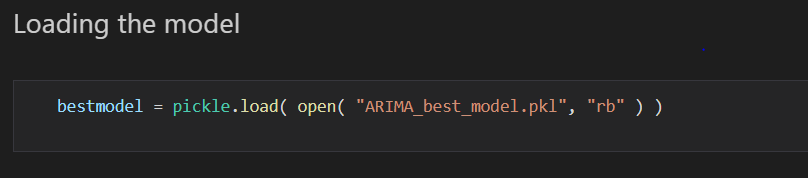 Loading the model
bestmodel = pickle.load( open( "ARIMA_best_model.pkl", "rb" ) )